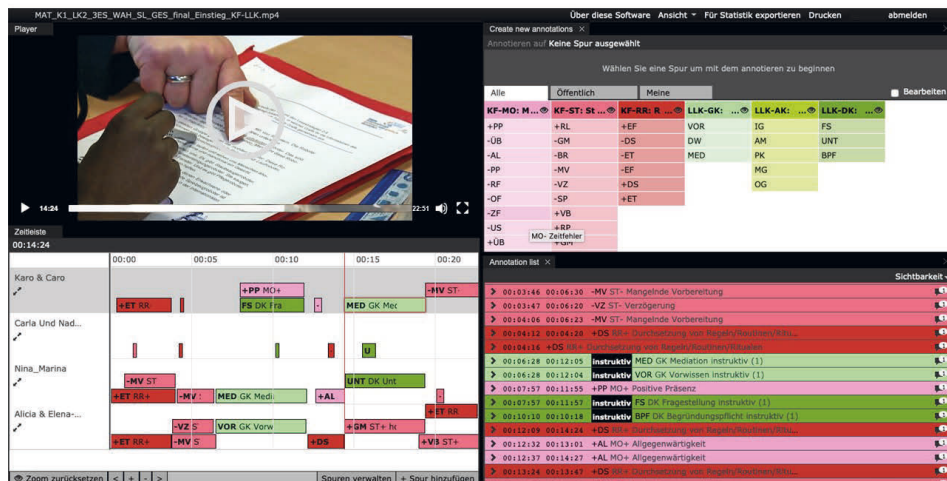 MAT_K1_LK2_3ES_WAH_SL_GES_final_Einstieg_KF-LLK.mp4
Über diese Software Ansicht Für Statistik exportieren Drucken abmelden
Player
14:24 22:51
Create new annotations ×
Annotieren auf Keine Spur ausgewählt
Wählen Sie eine Spur um mit dem annotieren zu beginnen
Alle Öffentlich Meine Bearbeiten
KF-MO: M... KF-ST: St... KF-RR: R ... LLK-GK: ... LLK-AK: ... LLK-DK: ...
+PP +RL +EF VOR IG FS
-ÜB -GM -DS DW AM UNT
-AL -BR -ET MED PK BPF
-PP -MV -EF MG
-RF -VZ +DS OG
-OF -SP +ET
-ZF +VB
-US +RP
+ÜB +GM
MO- Zeitfehler
Zeitleiste
00:14:24
00:00 00:05 00:10 00:15 00:20
Karo & Caro
+PP MO+ -MV ST-
+ET RR FS DK Fra - MED GK Med
Carla Und Nad...
U
Nina_Marina
-MV ST UNT DK Unt
+ET RR+ -MV : MED GK Medi +AL
Alicia & Elena-...
+ET RR
-VZ S VOR GK Vorw +GM ST+
+ET RR+ -MV S +DS +VB ST+
Zoom zurücksetzen < + - > Spuren verwalten + Spur hinzufügen
Annotation list ×
Sichtbarkeit
00:03:46 00:06:30 -MV ST- Mangelnde Vorbereitung
00:03:47 00:06:20 -VZ ST- Verzögerung
00:04:06 00:06:23 -MV ST- Mangelnde Vorbereitung
00:04:12 00:04:20 +DS RR+ Durchsetzung von Regeln/Routinen/Ritu...
00:04:16 +DS RR+ Durchsetzung von Regeln/Routinen/Ritualen
00:06:28 00:12:05 instruktiv MED GK Mediation instruktiv (1)
00:06:28 00:12:04 instruktiv VOR GK Vorwissen instruktiv (1)
00:07:57 00:11:55 +PP MO+ Positive Präsenz
00:07:57 00:11:57 instruktiv FS DK Fragestellung instruktiv (1)
00:10:10 00:10:18 instruktiv BPF DK Begründungspflicht instruktiv (1)
00:12:09 00:14:24 +DS RR+ Durchsetzung von Regeln/Routinen/Ritu...
00:12:32 00:13:01 +AL MO+ Allgegenwärtigkeit
00:12:37 00:14:27 +AL MO+ Allgegenwärtigkeit
00:13:24 00:13:47 +DS RR+ Durchsetzung von Regeln/Routinen/Ritu...